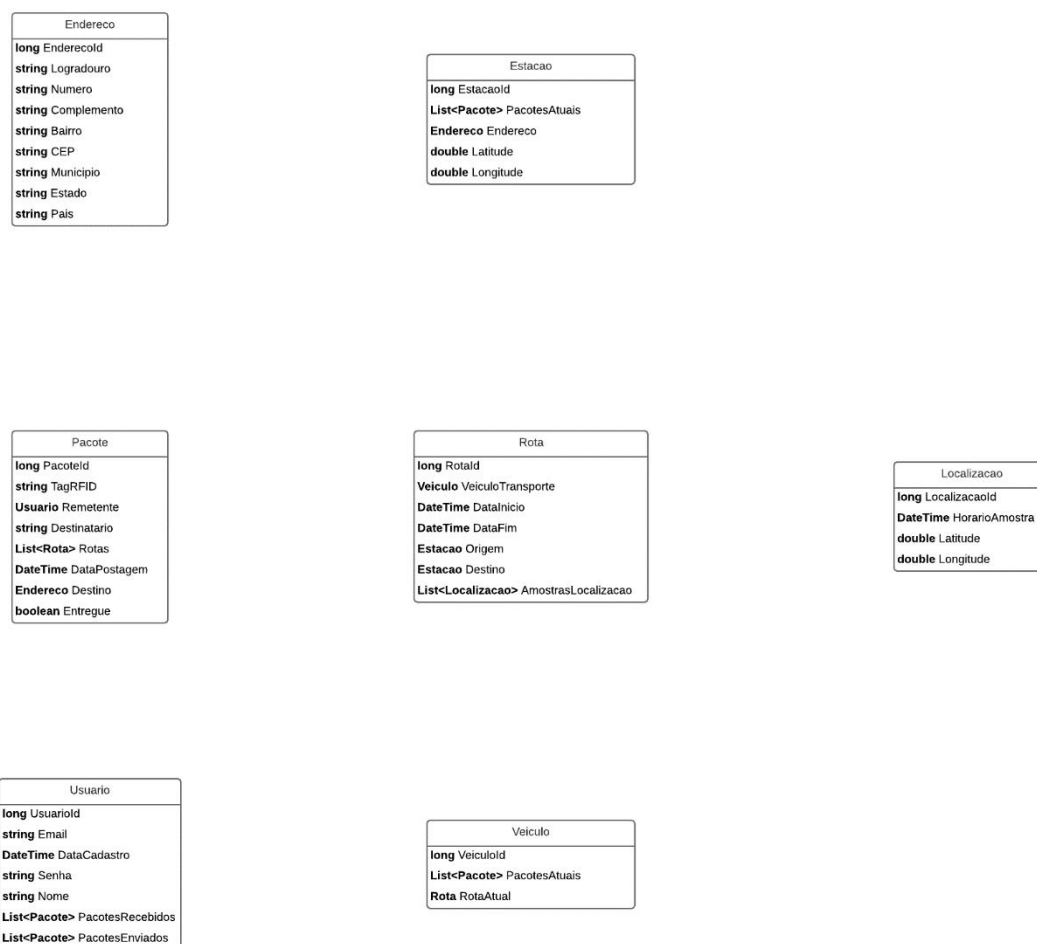 Endereco
long EnderecoId
string Logradouro
string Numero
string Complemento
string Bairro
string CEP
string Municipio
string Estado
string Pais
Estacao
long EstacaoId
List<Pacote> PacotesAtuais
Endereco Endereco
double Latitude
double Longitude
Pacote
long PacoteId
string TagRFID
Usuario Remetente
string Destinatario
List<Rota> Rotas
DateTime DataPostagem
Endereco Destino
boolean Entregue
Rota
long RotaId
Veiculo VeiculoTransporte
DateTime DataInicio
DateTime DataFim
Estacao Origem
Estacao Destino
List<Localizacao> AmostrasLocalizacao
Localizacao
long LocalizacaoId
DateTime HorarioAmostra
double Latitude
double Longitude
Usuario
long UsuarioId
string Email
DateTime DataCadastro
string Senha
string Nome
List<Pacote> PacotesRecebidos
List<Pacote> PacotesEnviados
Veiculo
long VeiculoId
List<Pacote> PacotesAtuais
Rota RotaAtual